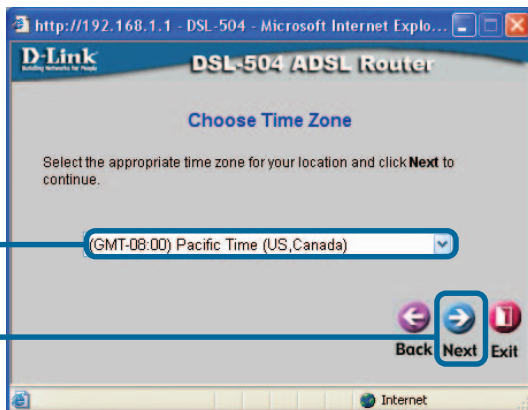 http://192.168.1.1 - DSL-504 - Microsoft Internet Explo...
D-Link
Building Networks for People
DSL-504 ADSL Router
Choose Time Zone
Select the appropriate time zone for your location and click Next to
continue.
(GMT-08:00) Pacific Time (US,Canada)
Back Next Exit
Internet